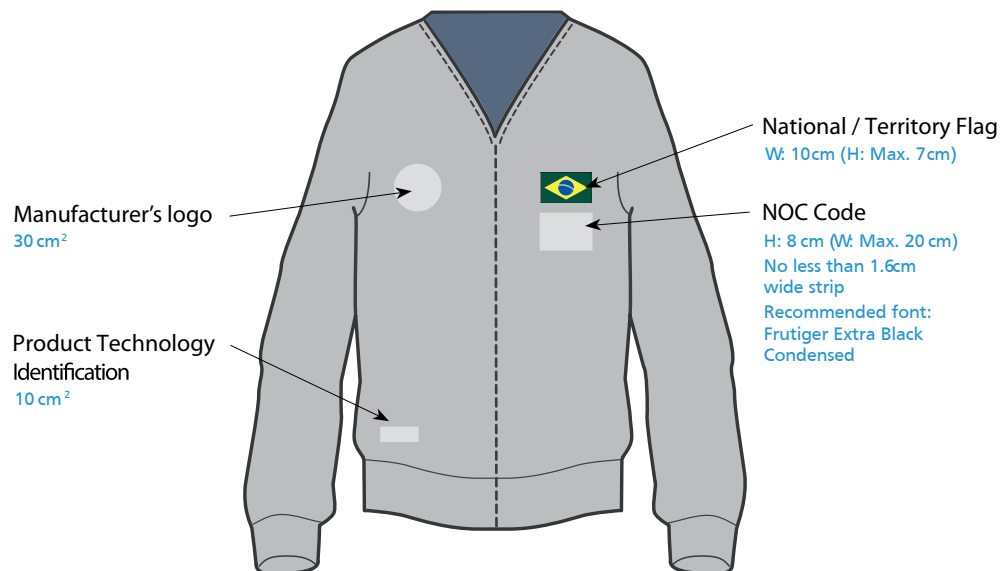 National / Territory Flag
W: 10cm (H: Max. 7cm)
Manufacturer's logo
30 cm²
NOC Code
H: 8 cm (W: Max. 20 cm)
No less than 1.6cm
wide strip
Recommended font:
Frutiger Extra Black
Condensed
Product Technology
Identification
10 cm²